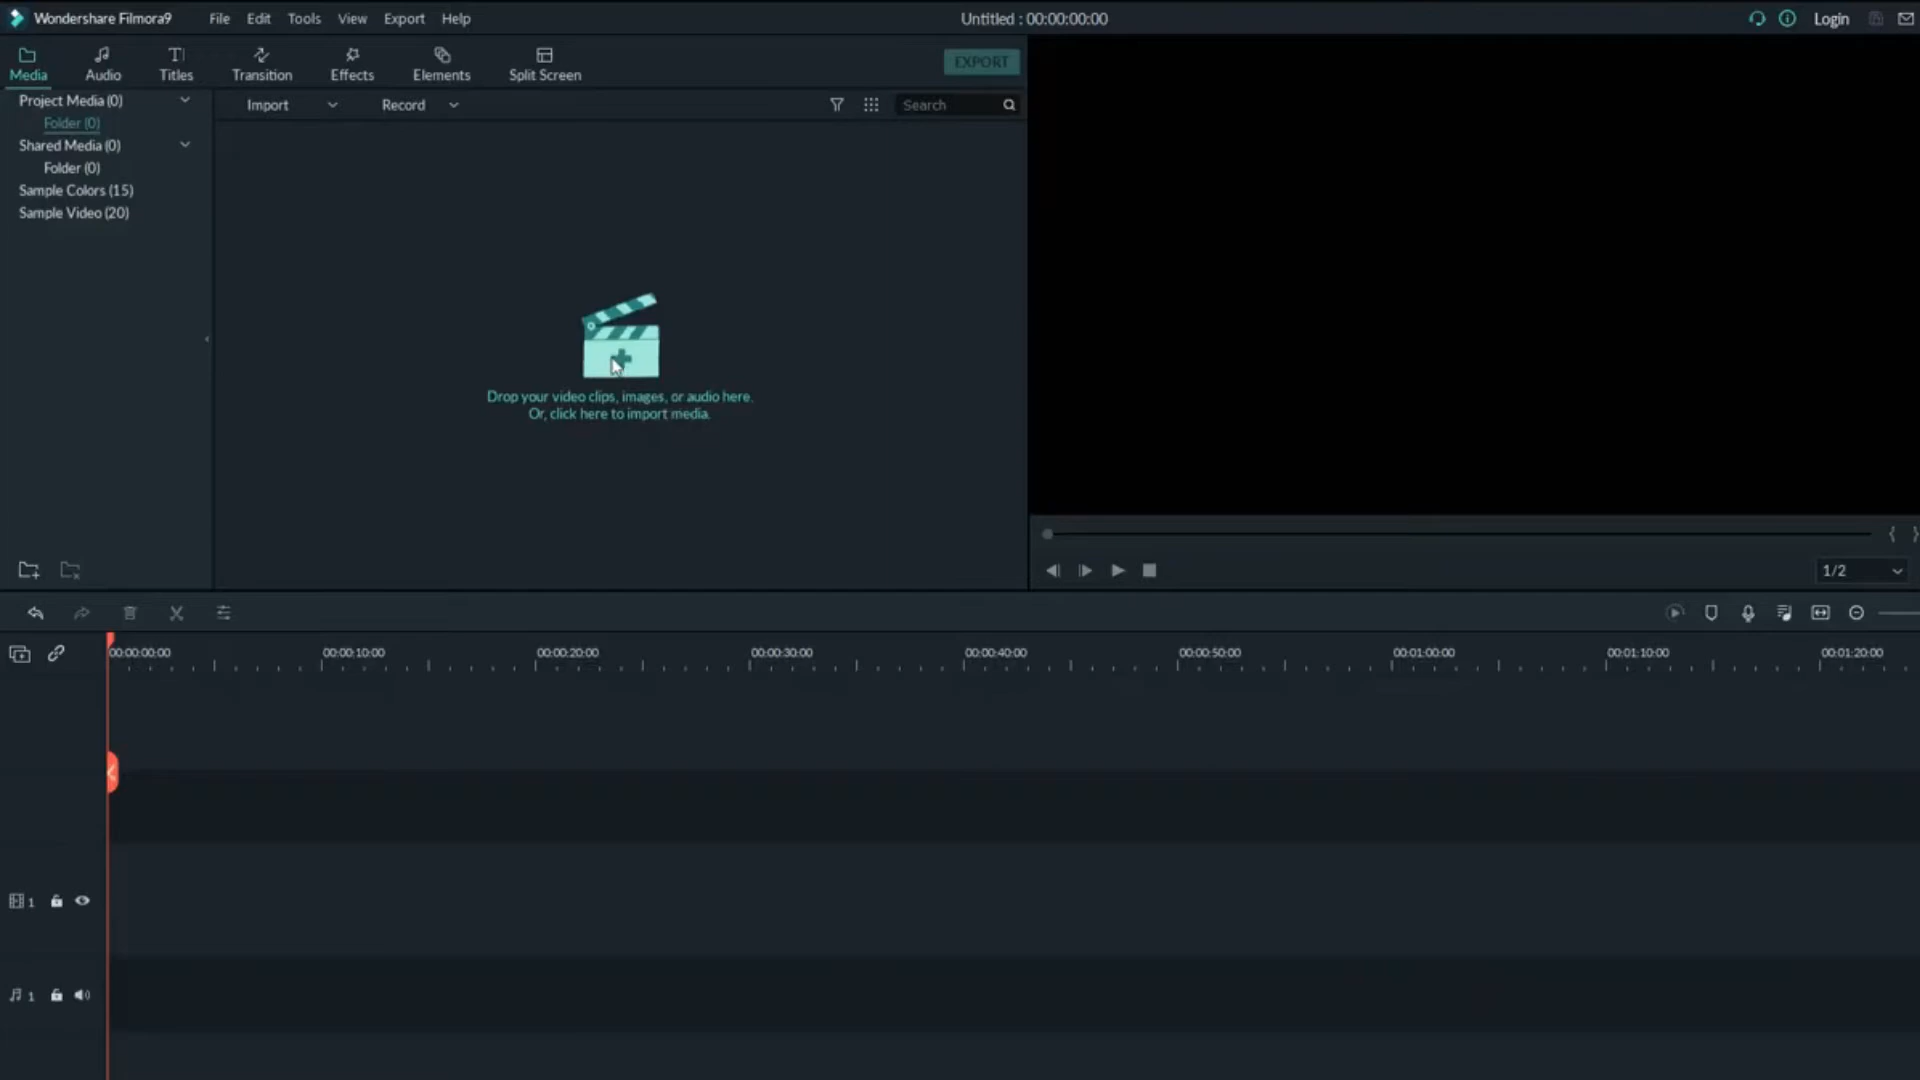 Wondershare Filmora9
File Edit Tools View Export Help
Untitled : 00:00:00:00
Login
Media Audio Titles Transition Effects Elements Split Screen
EXPORT
Project Media (0)
Folder (0)
Shared Media (0)
Folder (0)
Sample Colors (15)
Sample Video (20)
Import Record Search
Drop your video clips, images, or audio here.
Or, click here to import media.
1/2
00:00:00:00 00:00:10:00 00:00:20:00 00:00:30:00 00:00:40:00 00:00:50:00 00:01:00:00 00:01:10:00 00:01:20:00
1
1